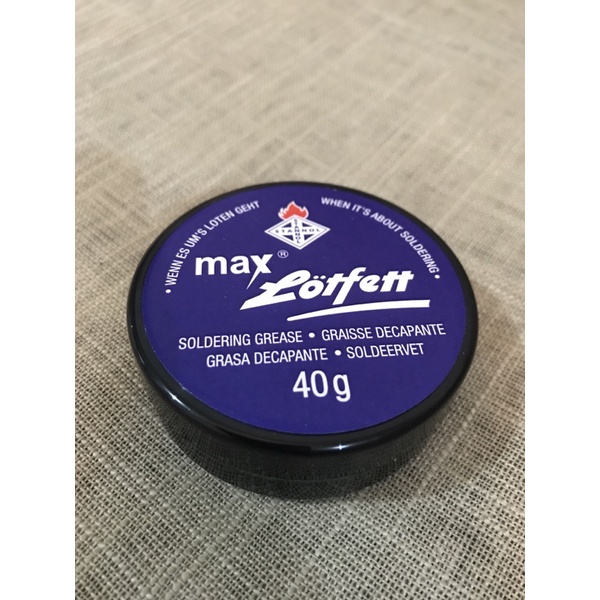 • WENN ES UM'S LÖTEN GEHT
WHEN IT'S ABOUT SOLDERING •
STANNOL
STANNOL
max®
Lötfett
SOLDERING GREASE • GRAISSE DECAPANTE
GRASA DECAPANTE • SOLDEERVET
40g